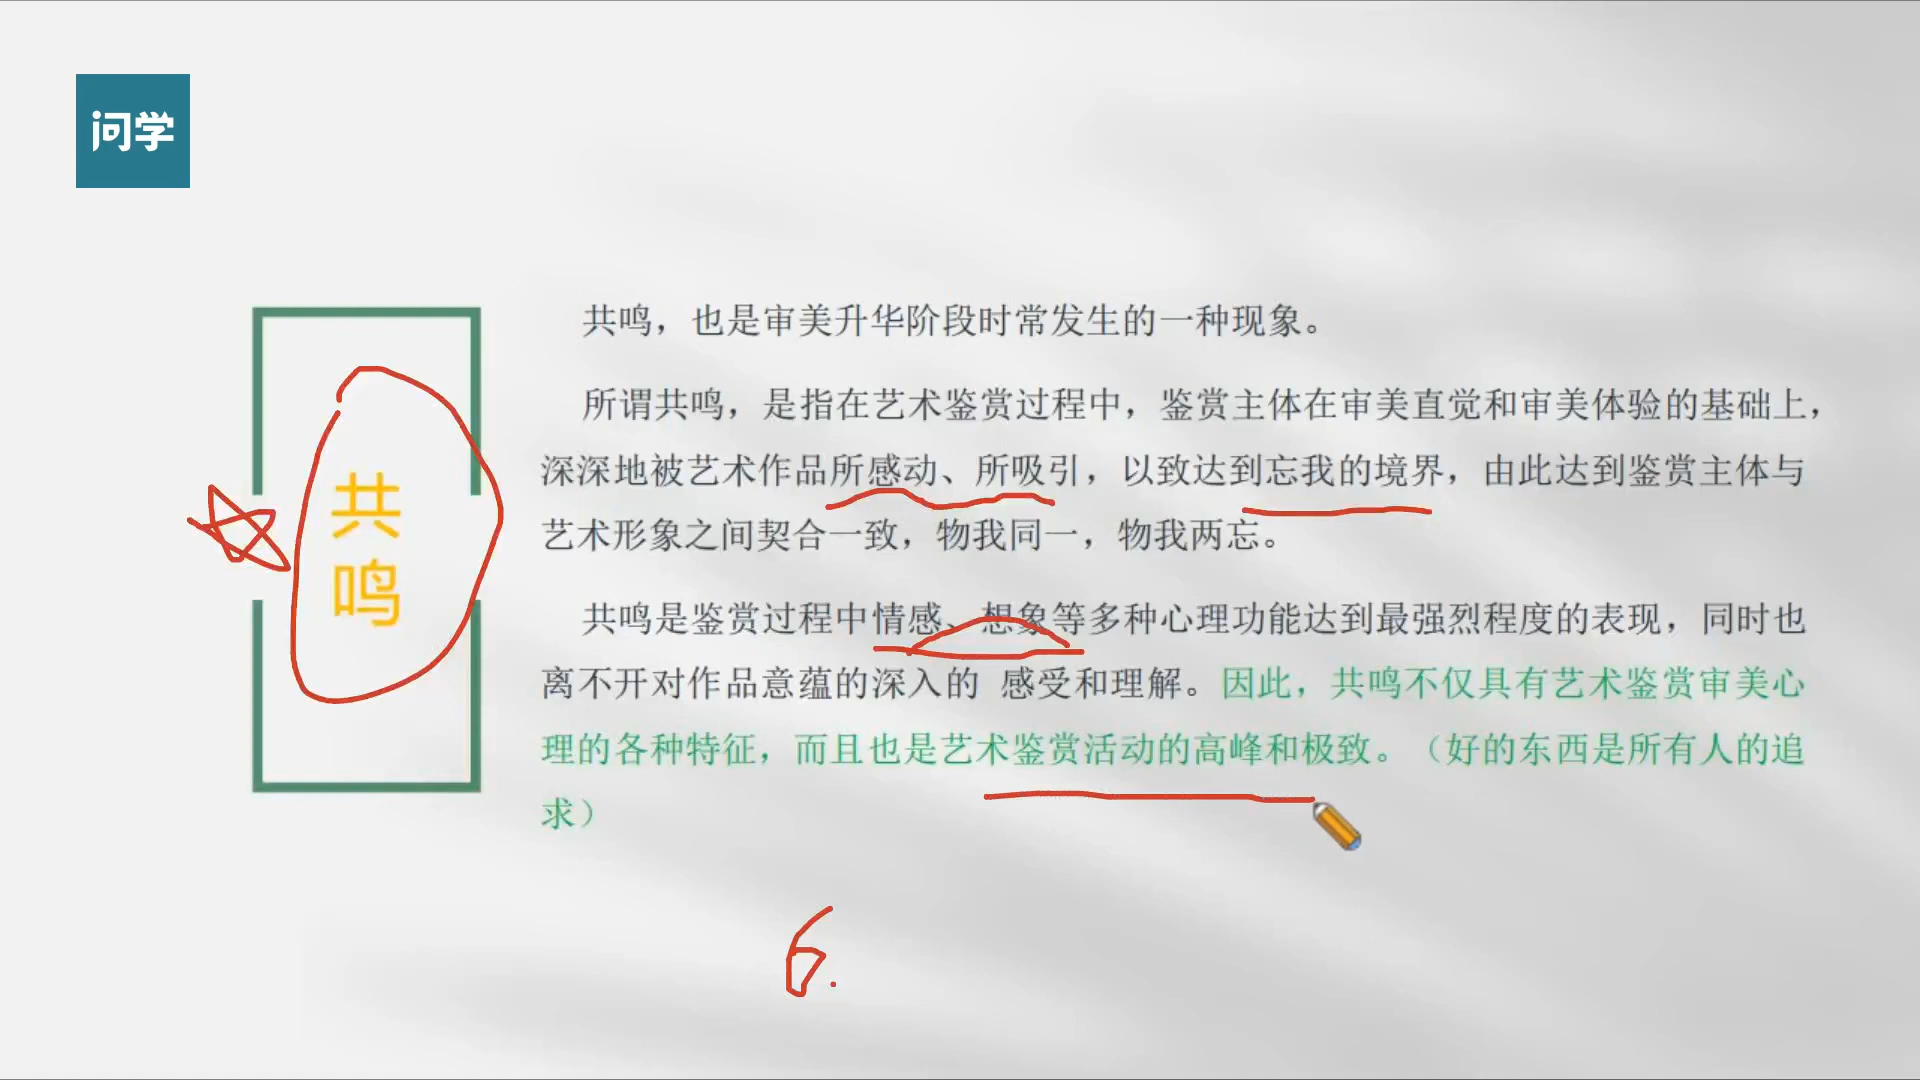 问学
共鸣
共鸣，也是审美升华阶段时常发生的一种现象。
所谓共鸣，是指在艺术鉴赏过程中，鉴赏主体在审美直觉和审美体验的基础上，
深深地被艺术作品所感动、所吸引，以致达到忘我的境界，由此达到鉴赏主体与
艺术形象之间契合一致，物我同一，物我两忘。
共鸣是鉴赏过程中情感、想象等多种心理功能达到最强烈程度的表现，同时也
离不开对作品意蕴的深入的 感受和理解。因此，共鸣不仅具有艺术鉴赏审美心
理的各种特征，而且也是艺术鉴赏活动的高峰和极致。（好的东西是所有人的追
求）
6.